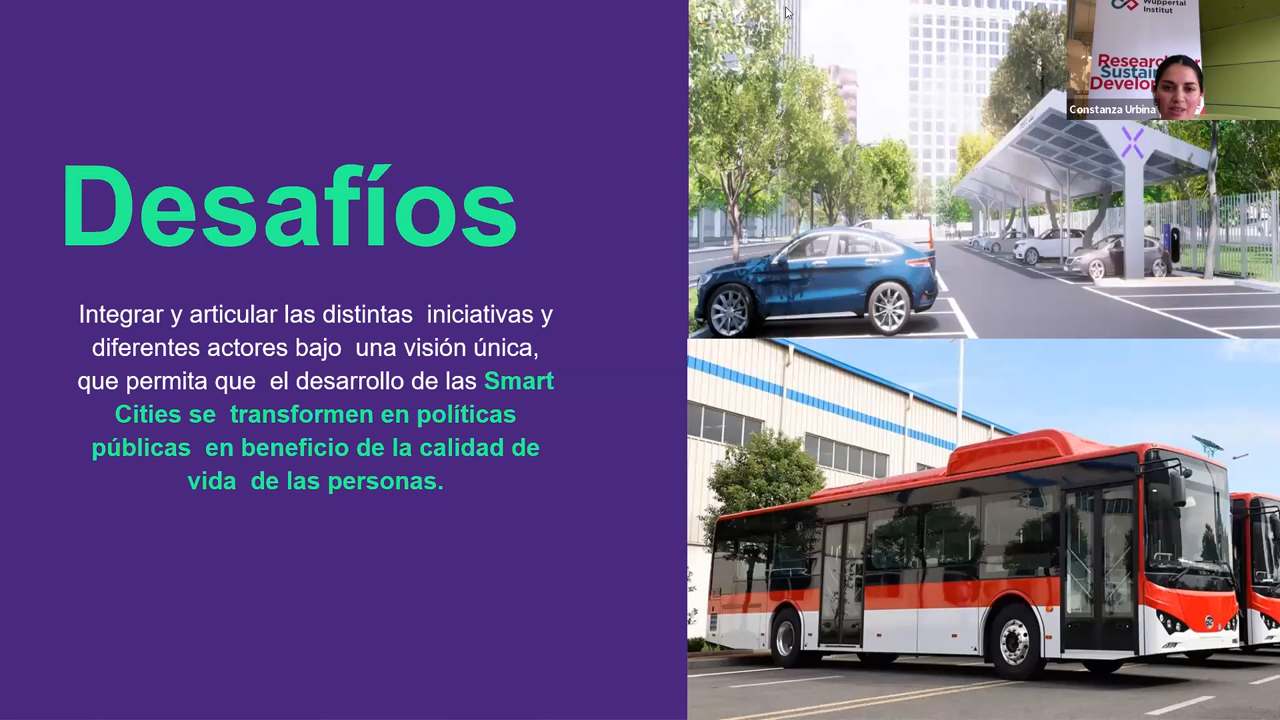 Desafíos
Integrar y articular las distintas  iniciativas y
diferentes actores bajo  una visión única,
que permita que  el desarrollo de las Smart
Cities se  transformen en políticas
públicas  en beneficio de la calidad de
vida  de las personas.
Wuppertal
Institut
Constanza Urbina